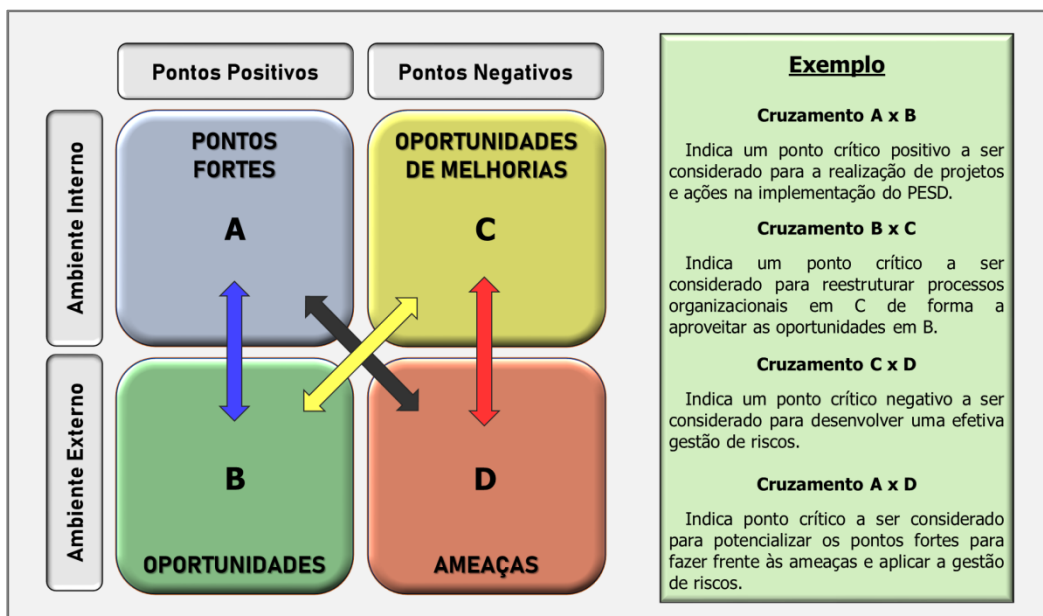 Pontos Positivos
Pontos Negativos
Ambiente Interno
Ambiente Externo
PONTOS
FORTES
A
OPORTUNIDADES
DE MELHORIAS
C
B
OPORTUNIDADES
D
AMEAÇAS
Exemplo
Cruzamento A x B
Indica um ponto crítico positivo a ser
considerado para a realização de projetos
e ações na implementação do PESD.
Cruzamento B x C
Indica um ponto crítico a ser
considerado para reestruturar processos
organizacionais em C de forma a
aproveitar as oportunidades em B.
Cruzamento C x D
Indica um ponto crítico negativo a ser
considerado para desenvolver uma efetiva
gestão de riscos.
Cruzamento A x D
Indica ponto crítico a ser considerado
para potencializar os pontos fortes para
fazer frente às ameaças e aplicar a gestão
de riscos.